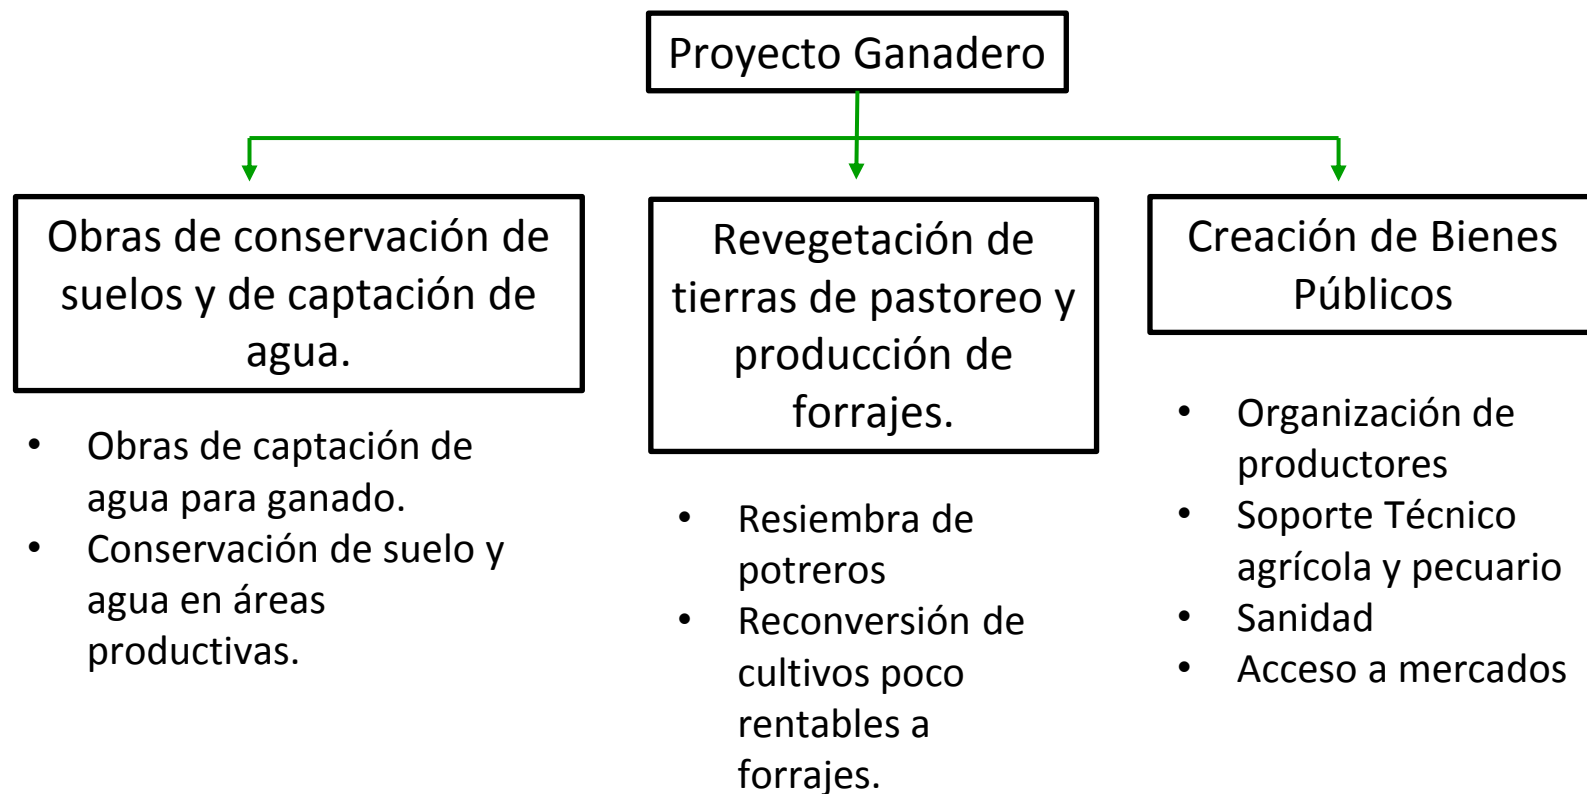 Proyecto Ganadero
Obras de conservación de
suelos y de captación de
agua.
• Obras de captación de
agua para ganado.
• Conservación de suelo y
agua en áreas
productivas.
Revegetación de
tierras de pastoreo y
producción de
forrajes.
• Resiembra de
potreros
• Reconversión de
cultivos poco
rentables a
forrajes.
Creación de Bienes
Públicos
• Organización de
productores
• Soporte Técnico
agrícola y pecuario
• Sanidad
• Acceso a mercados